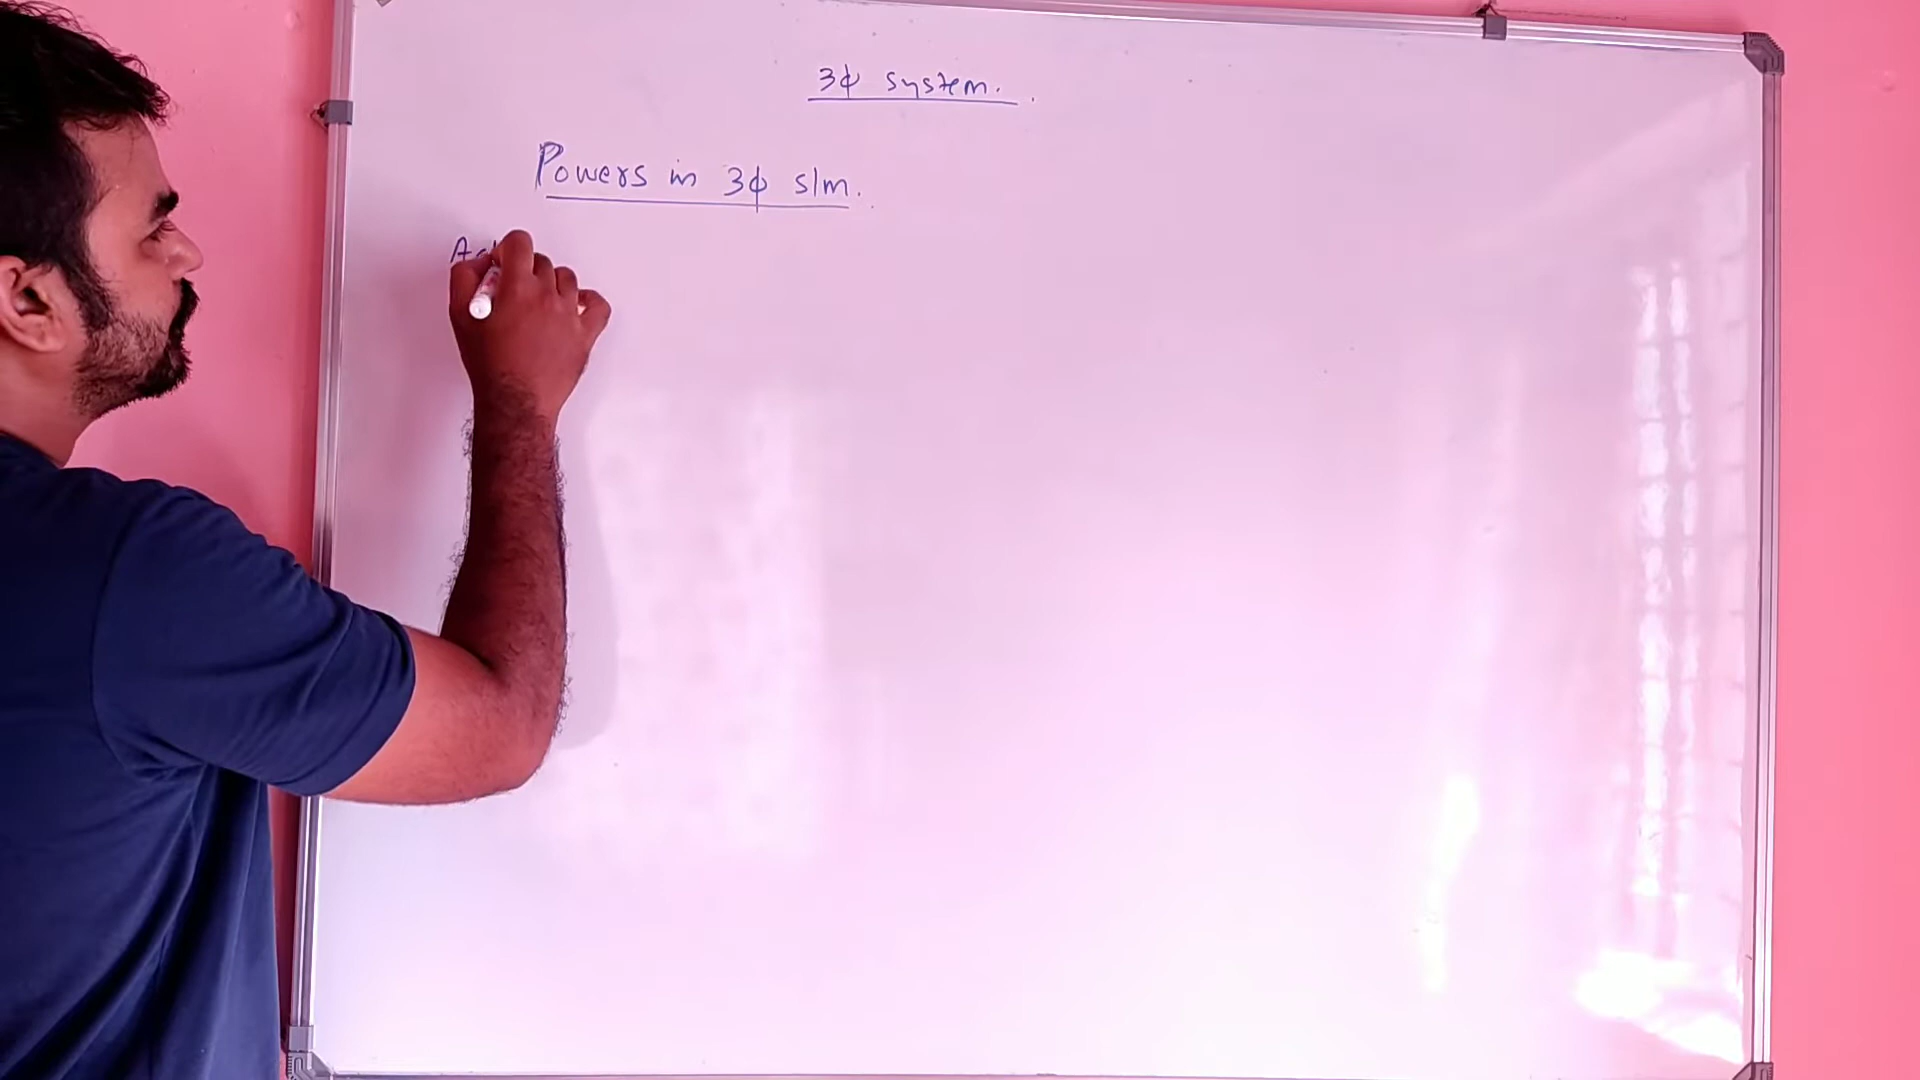 3φ system.
Powers in 3φ s/m.